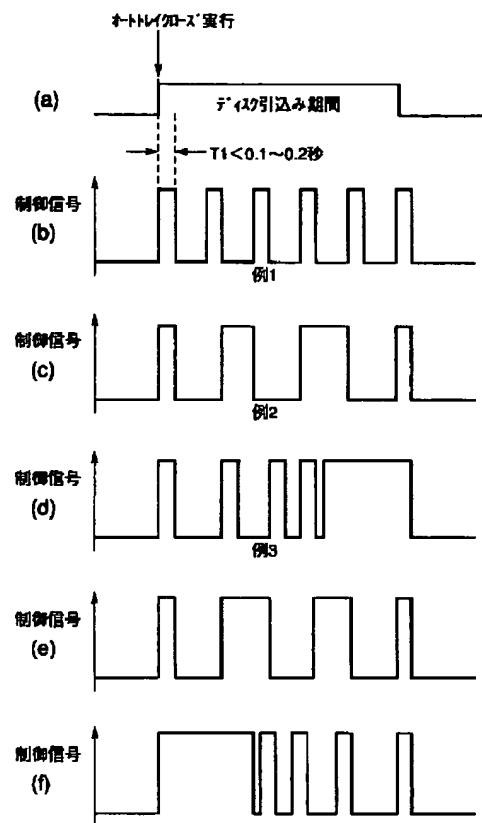 オートトレイクローズ実行
(a)
ディスク引込み期間
T1<0.1～0.2秒
制御信号
(b)
例1
制御信号
(c)
例2
制御信号
(d)
例3
制御信号
(e)
制御信号
(f)